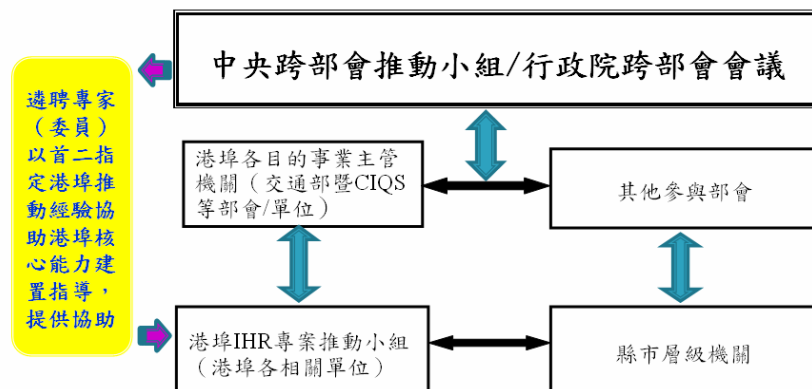 中央跨部會推動小組/行政院跨部會會議
遴聘專家
（委員）
以首二指
定港埠推
動經驗協
助港埠核
心能力建
置指導，
提供協助
港埠各目的事業主管
機關（交通部暨CIQS
等部會/單位）
其他參與部會
港埠IHR專案推動小組
（港埠各相關單位）
縣市層級機關